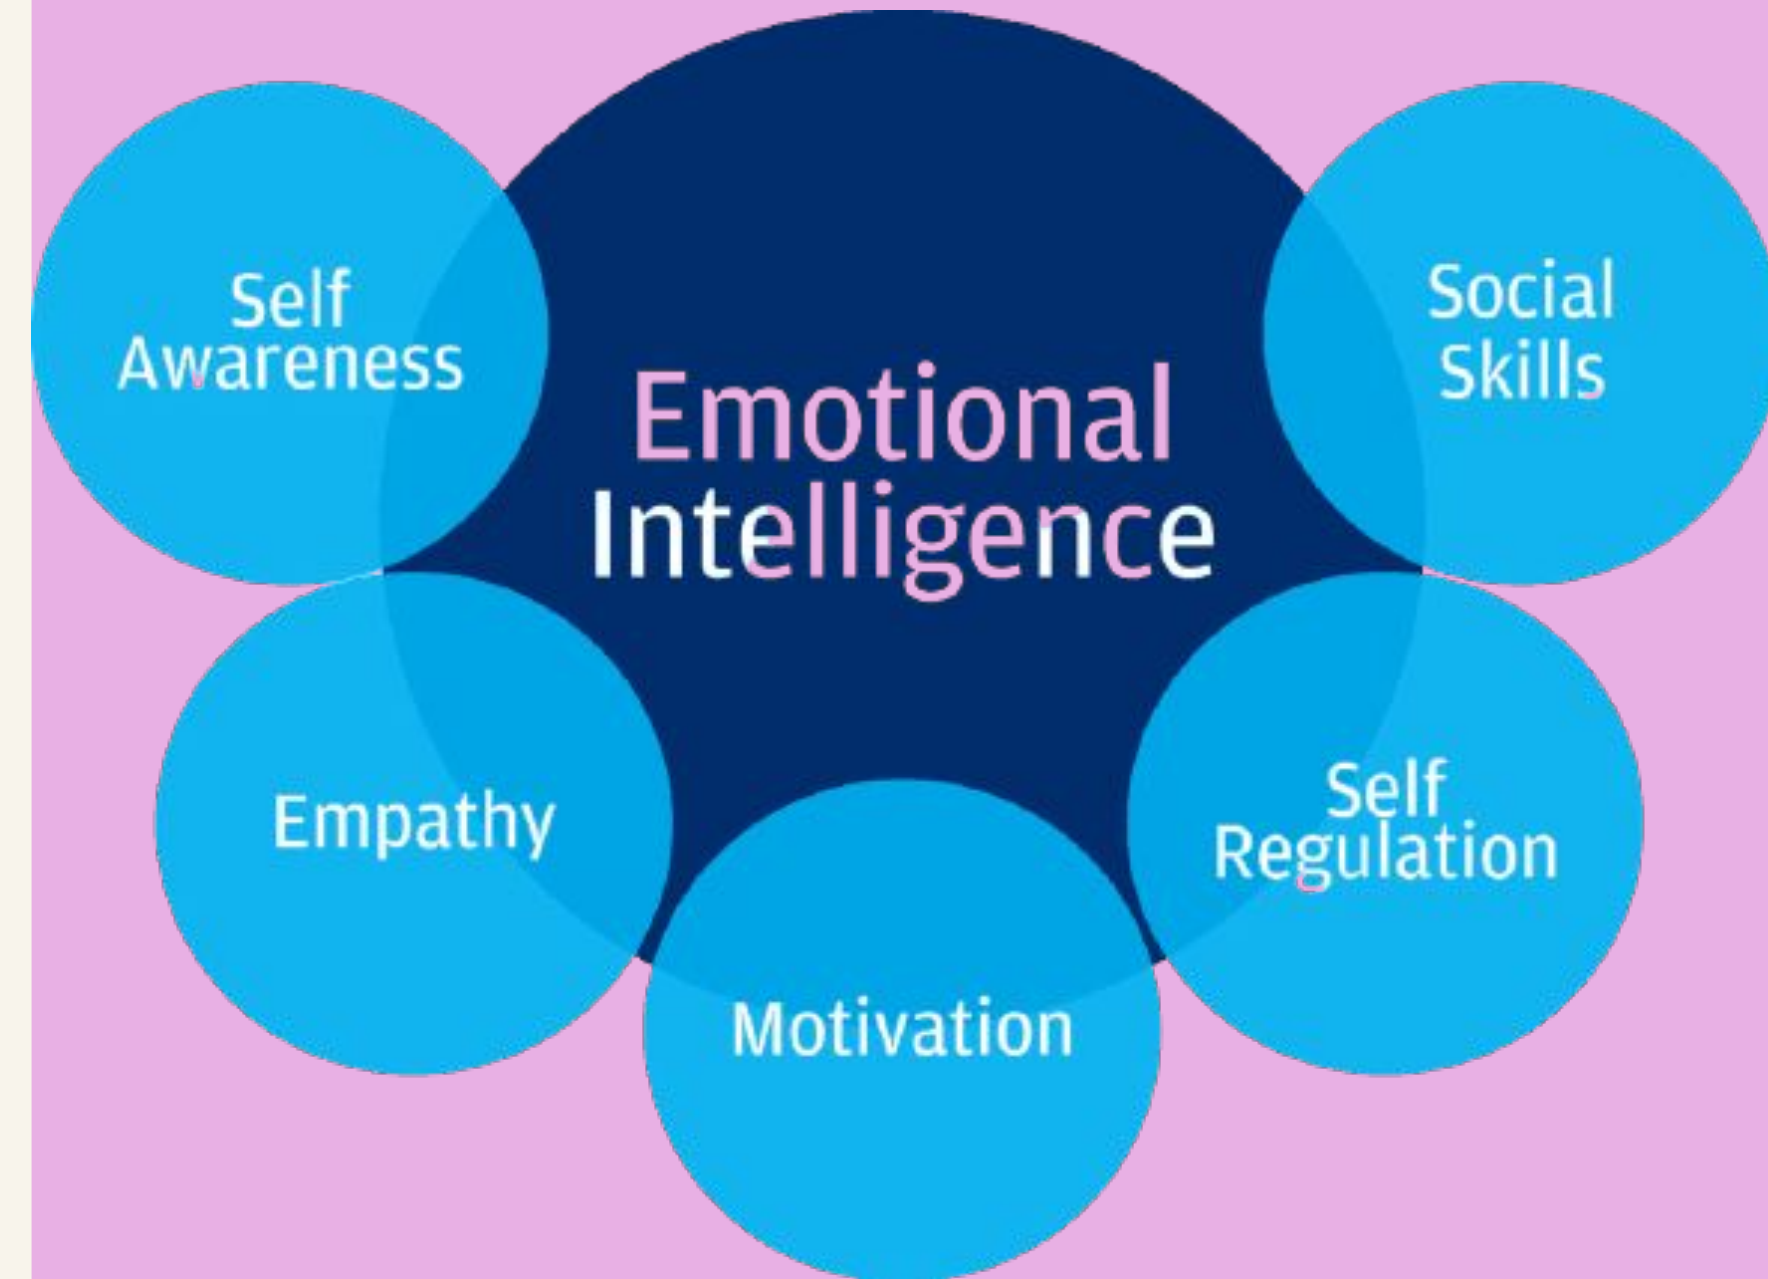 Self
Awareness
Social
Skills
Emotional
Intelligence
Empathy
Self
Regulation
Motivation